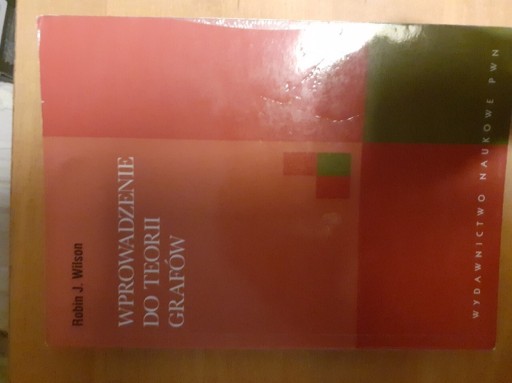 Robin J. Wilson
WPROWADZENIE
DO TEORII
GRAFÓW
WYDAWNICTWO NAUKOWE PWN